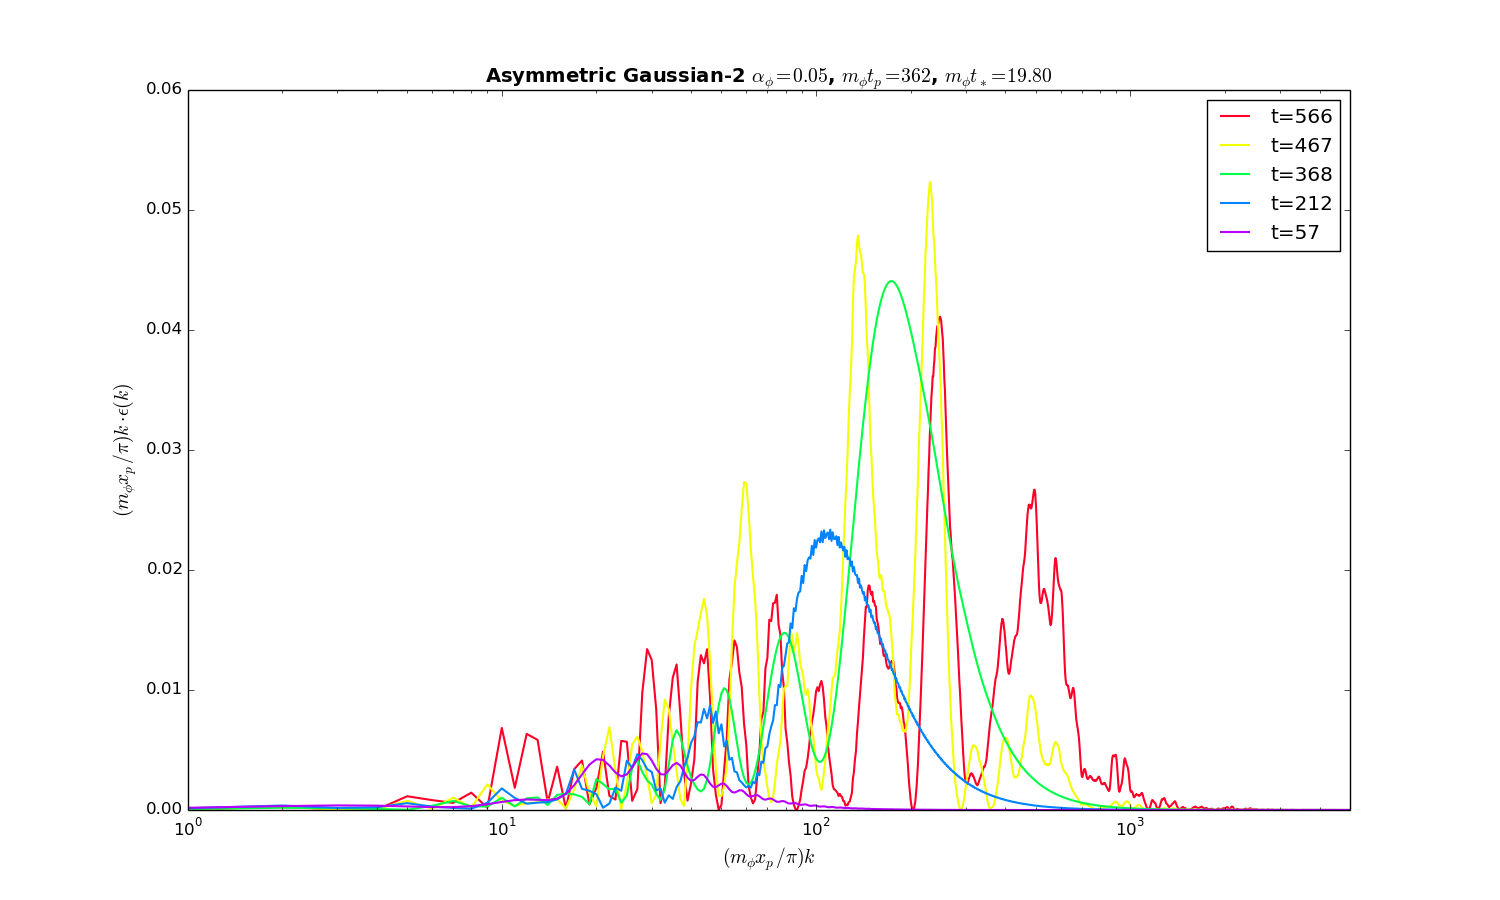 Asymmetric Gaussian-2 α_ϕ=0.05, m_ϕt_p=362, m_ϕt_*=19.80
0.06
0.05
0.04
0.03
0.02
0.01
0.00
(m_ϕx_p/π)k·ϵ(k)
t=566
t=467
t=368
t=212
t=57
10^0
10^1
10^2
10^3
(m_ϕx_p/π)k